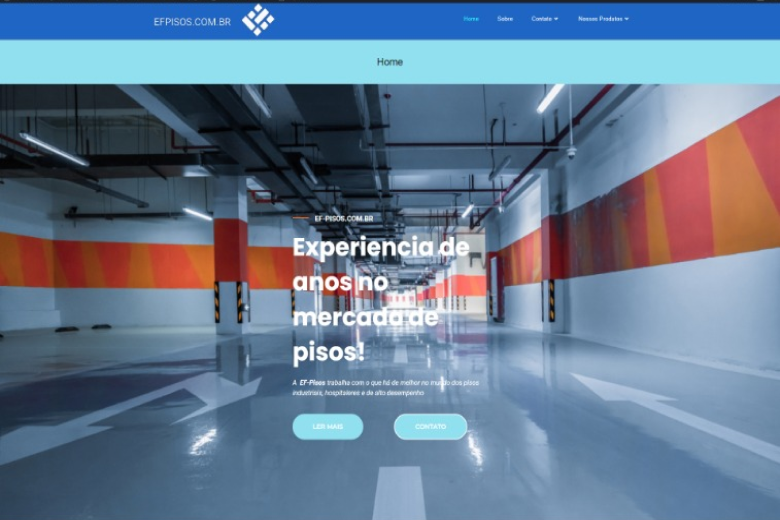 EFPISOS.COM.BR
Home Sobre Contato Nossos Produtos
Home
EF-PISOS.COM.BR
Experiencia de
anos no
mercado de
pisos!
A EF-Pisos trabalha com o que há de melhor no mundo dos pisos
industriais, hospitalares e de alto desempenho
LER MAIS
CONTATO